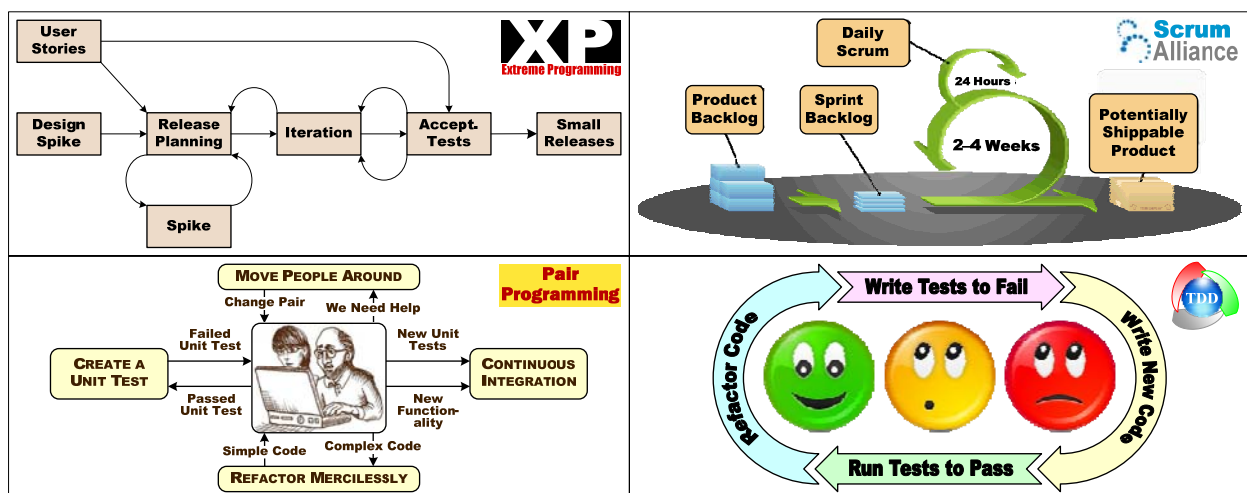 User
Stories
XP
Extreme Programming
Design
Spike
Release
Planning
Iteration
Accept.
Tests
Small
Releases
Spike
Daily
Scrum
Scrum
Alliance
24 Hours
Product
Backlog
Sprint
Backlog
2–4 Weeks
Potentially
Shippable
Product
MOVE PEOPLE AROUND
Pair
Programming
Change Pair
We Need Help
Failed
Unit Test
New Unit
Tests
CREATE A
UNIT TEST
CONTINUOUS
INTEGRATION
Passed
Unit Test
New
Function-
ality
Simple Code
Complex Code
REFACTOR MERCILESSLY
Write Tests to Fail
TDD
Refactor Code
Write New Code
Run Tests to Pass